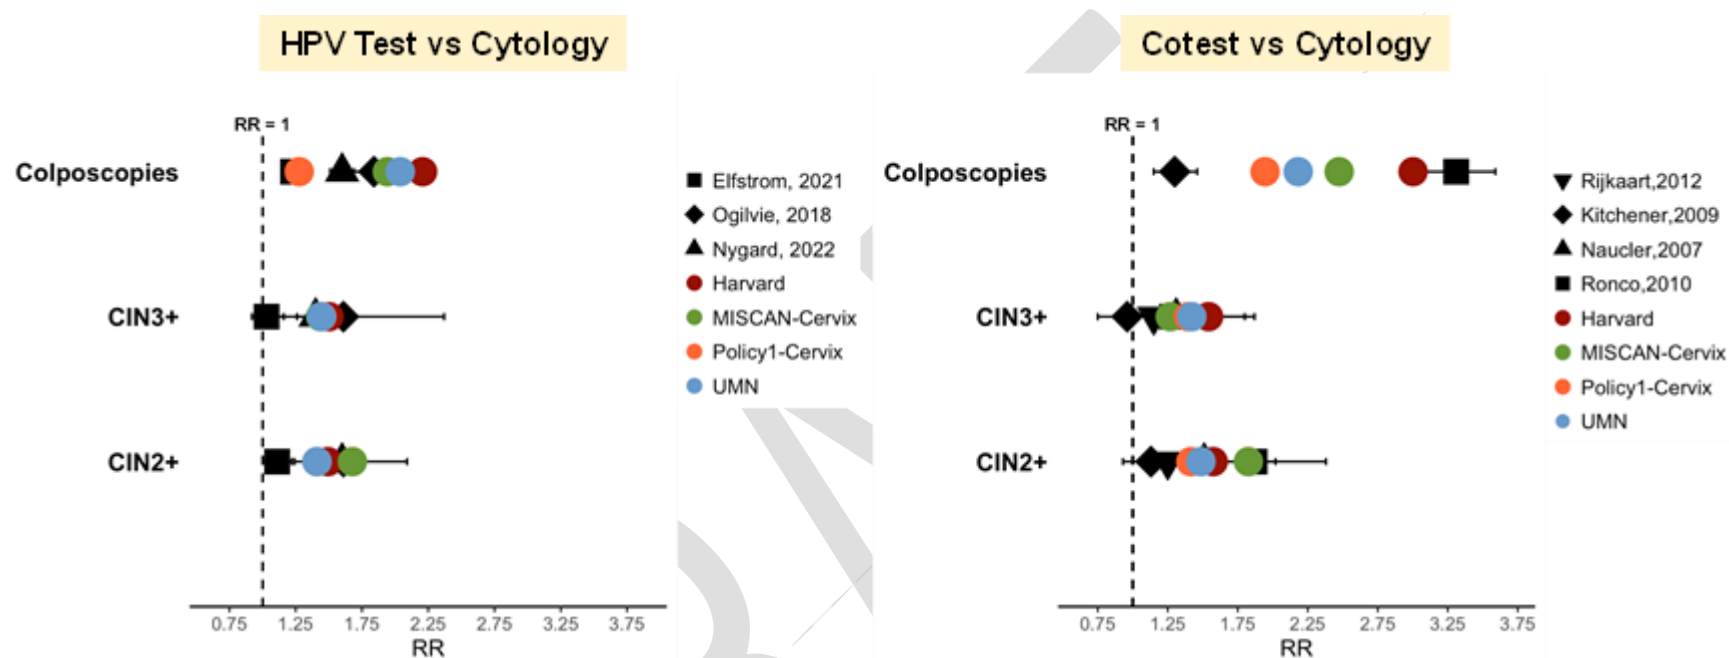 HPV Test vs Cytology
RR = 1
Colposcopies
CIN3+
CIN2+
0.75 1.25 1.75 2.25 2.75 3.25 3.75
RR
Elfstrom, 2021
Ogilvie, 2018
Nygard, 2022
Harvard
MISCAN-Cervix
Policy1-Cervix
UMN
Cotest vs Cytology
RR = 1
Colposcopies
CIN3+
CIN2+
0.75 1.25 1.75 2.25 2.75 3.25 3.75
RR
Rijkaart,2012
Kitchener,2009
Naucler,2007
Ronco,2010
Harvard
MISCAN-Cervix
Policy1-Cervix
UMN